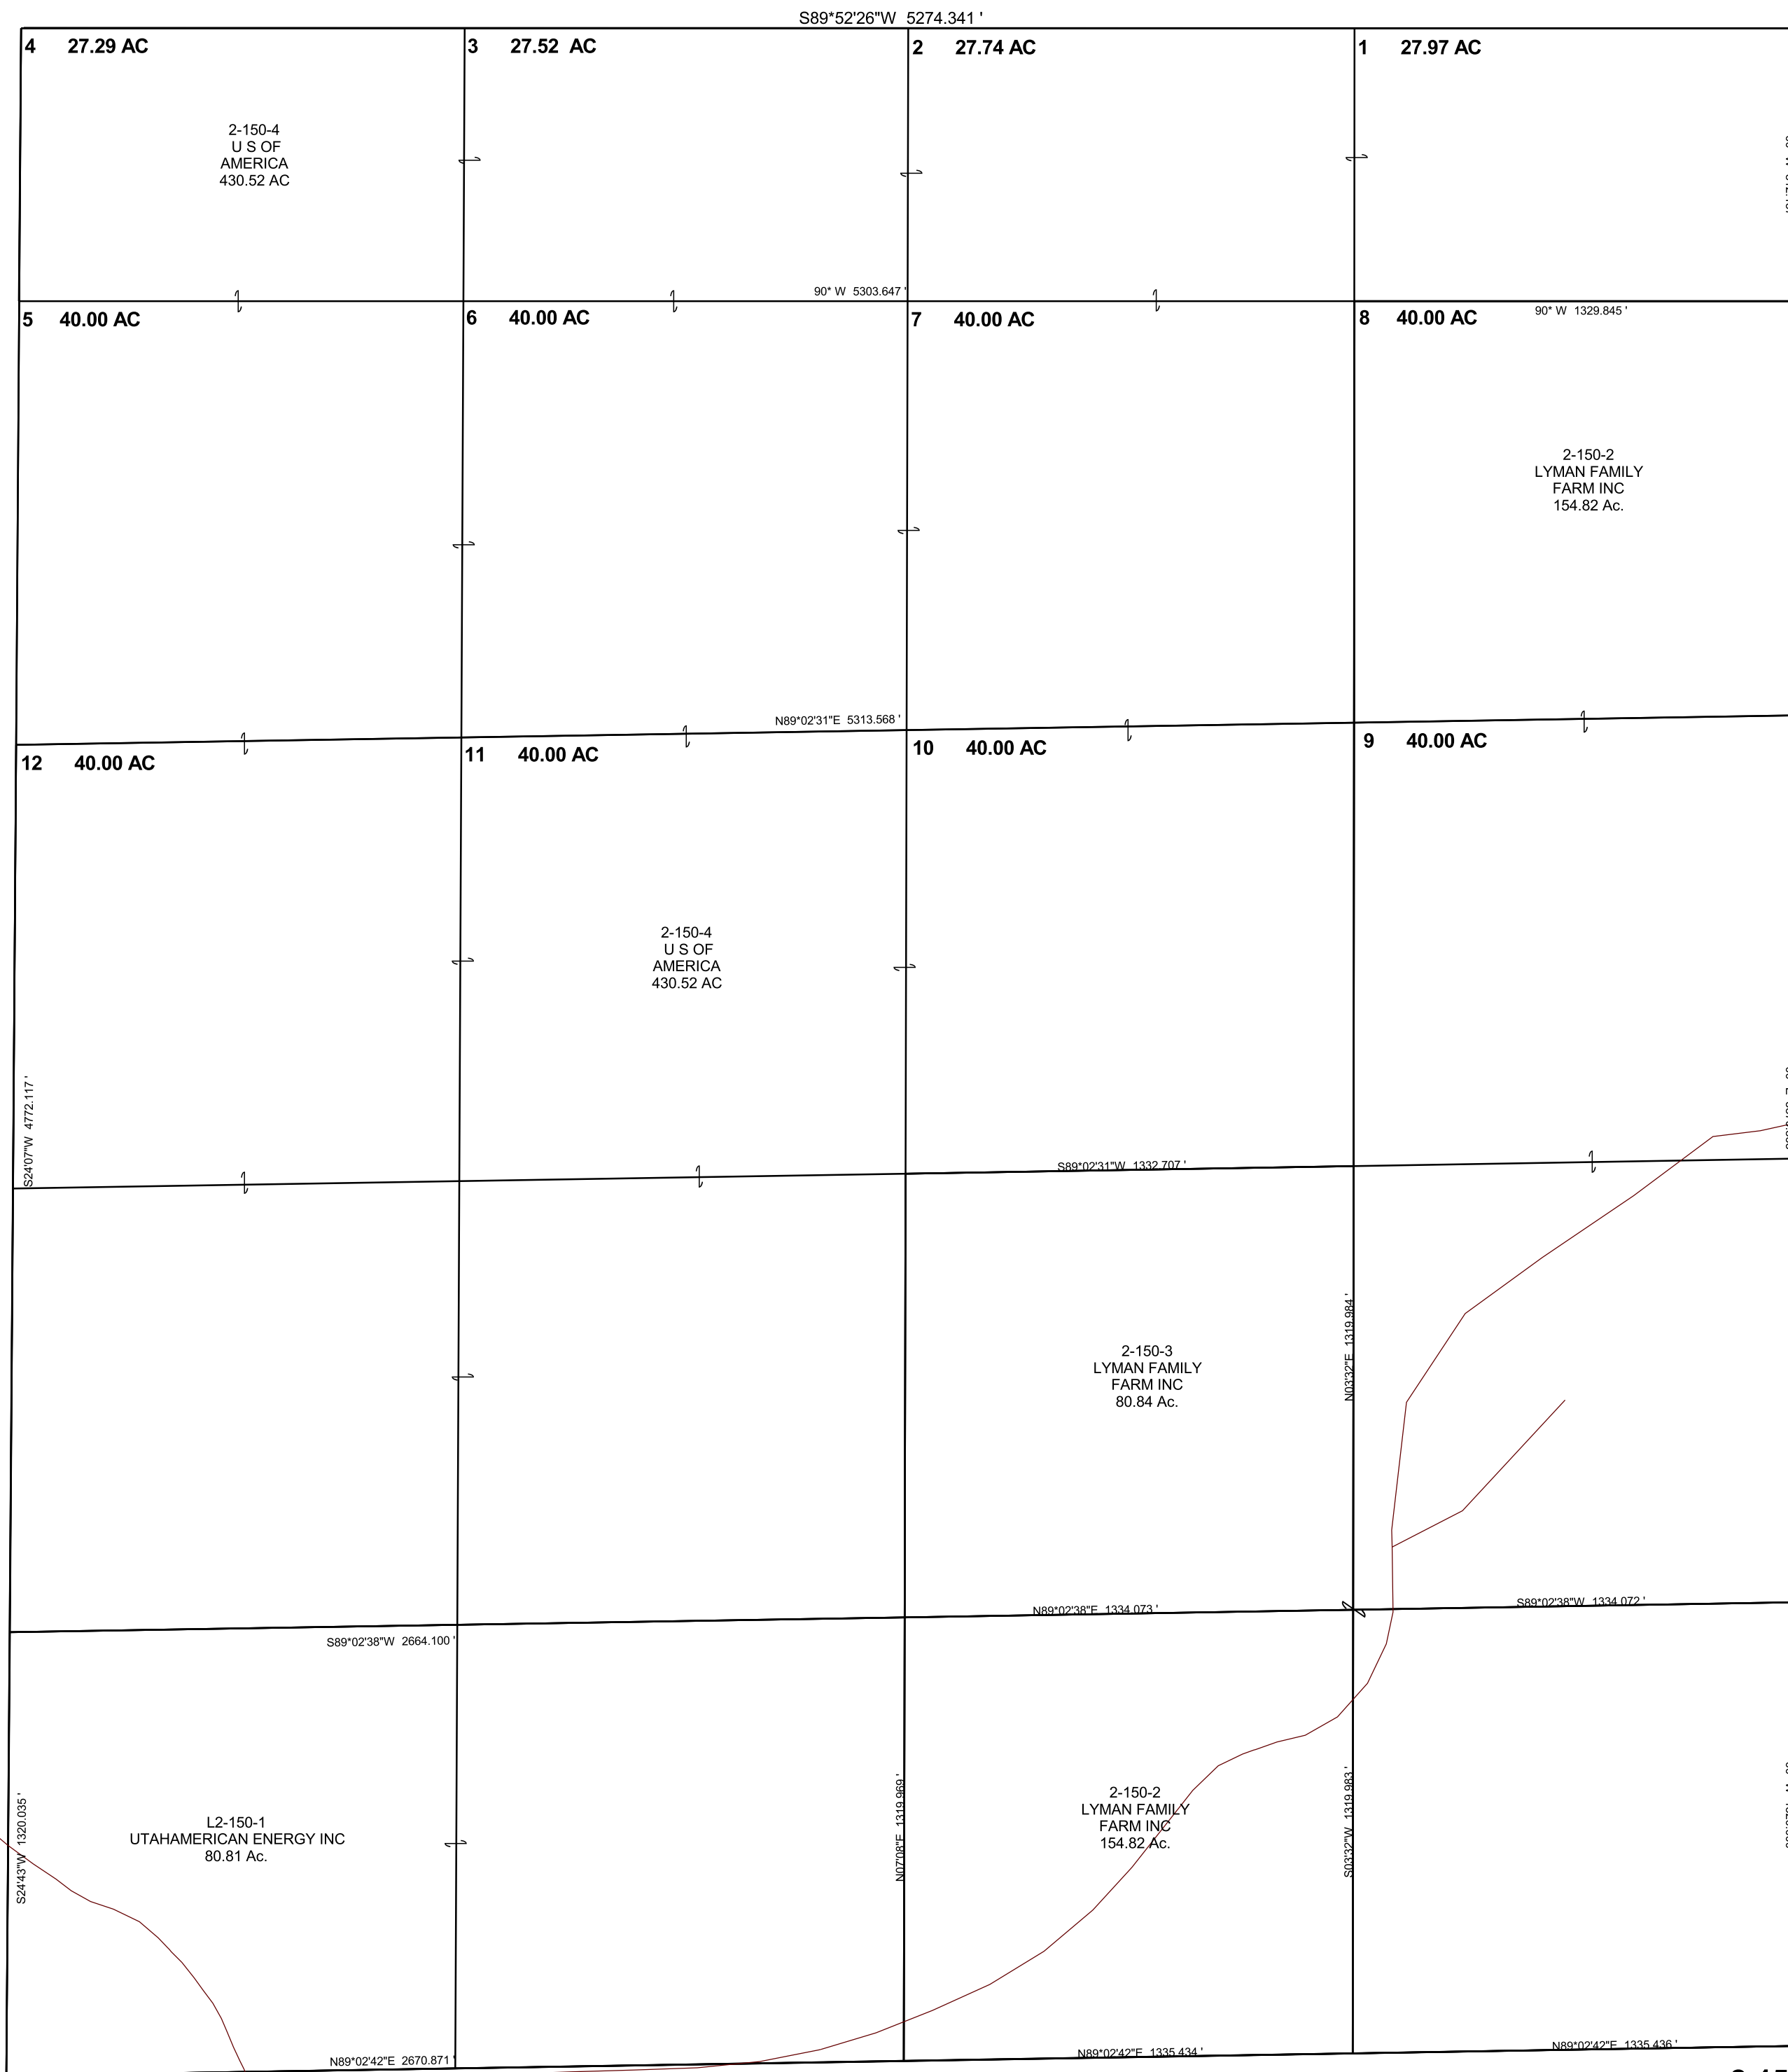 S89*52'26"W 5274.341 '
4 27.29 AC
3 27.52 AC
2 27.74 AC
1 27.97 AC
2-150-4
U S OF
AMERICA
430.52 AC
90* W 5303.647 '
5 40.00 AC
6 40.00 AC
7 40.00 AC
8 40.00 AC
90* W 1329.845 '
2-150-2
LYMAN FAMILY
FARM INC
154.82 Ac.
N89*02'31"E 5313.568 '
12 40.00 AC
11 40.00 AC
10 40.00 AC
9 40.00 AC
2-150-4
U S OF
AMERICA
430.52 AC
S24'07"W 4772.117 '
S89*02'31"W 1332.707 '
N03'32"E 1319.984 '
2-150-3
LYMAN FAMILY
FARM INC
80.84 Ac.
N89*02'38"E 1334.073 '
S89*02'38"W 1334.072 '
S89*02'38"W 2664.100 '
S24'43"W 1320.035 '
L2-150-1
UTAHAMERICAN ENERGY INC
80.81 Ac.
N07'08"E 1319.969 '
2-150-2
LYMAN FAMILY
FARM INC
154.82 Ac.
S03'32"W 1319.983 '
N89*02'42"E 2670.871 '
N89*02'42"E 1335.434 '
N89*02'42"E 1335.436 '